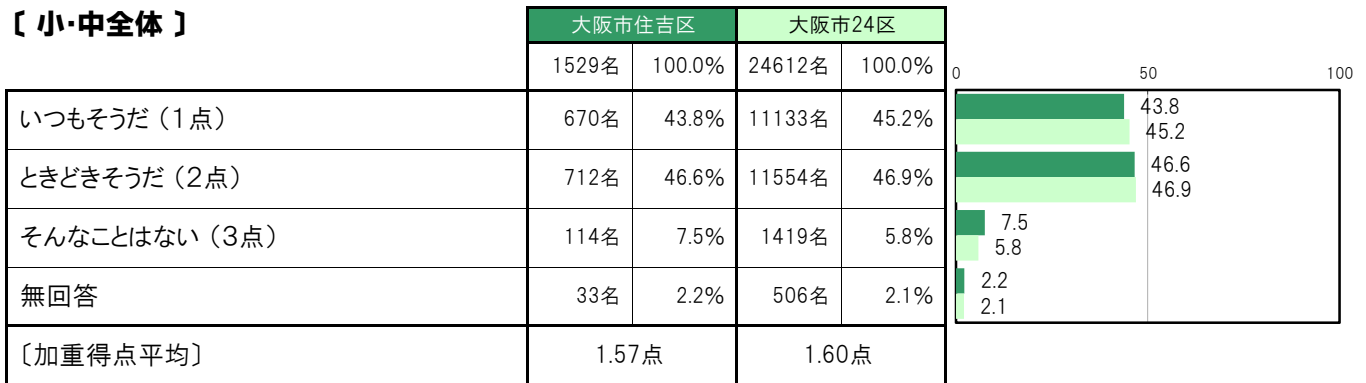 〔 小・中全体 〕
大阪市住吉区 大阪市24区
1529名 100.0% 24612名 100.0%
0 50 100
いつもそうだ（1点） 670名 43.8% 11133名 45.2% 43.8
45.2
ときどきそうだ（2点） 712名 46.6% 11554名 46.9% 46.6
46.9
そんなことはない（3点） 114名 7.5% 1419名 5.8% 7.5
5.8
無回答 33名 2.2% 506名 2.1% 2.2
2.1
〔加重得点平均〕 1.57点 1.60点